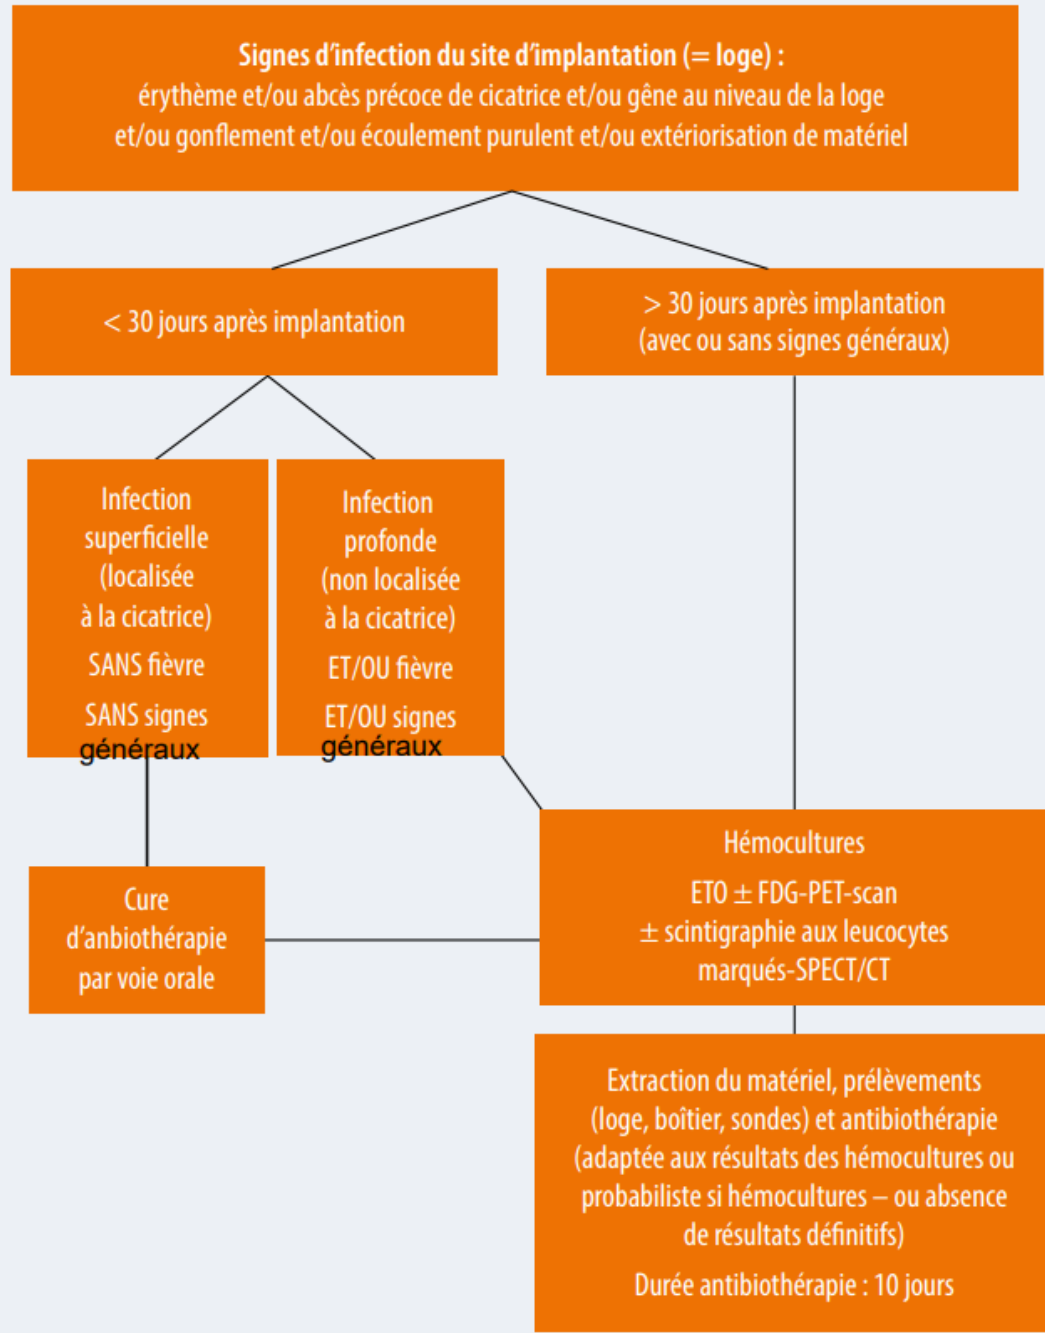 Signes d'infection du site d'implantation (= loge) :
érythème et/ou abcès précoce de cicatrice et/ou gêne au niveau de la loge
et/ou gonflement et/ou écoulement purulent et/ou extériorisation de matériel
< 30 jours après implantation
> 30 jours après implantation
(avec ou sans signes généraux)
Infection
superficielle
(localisée
à la cicatrice)
SANS fièvre
SANS signes
généraux
Infection
profonde
(non localisée
à la cicatrice)
ET/OU fièvre
ET/OU signes
généraux
Cure
d'anbiothérapie
par voie orale
Hémocultures
ETO ± FDG-PET-scan
± scintigraphie aux leucocytes
marqués-SPECT/CT
Extraction du matériel, prélèvements
(loge, boîtier, sondes) et antibiothérapie
(adaptée aux résultats des hémocultures ou
probabiliste si hémocultures – ou absence
de résultats définitifs)
Durée antibiothérapie : 10 jours